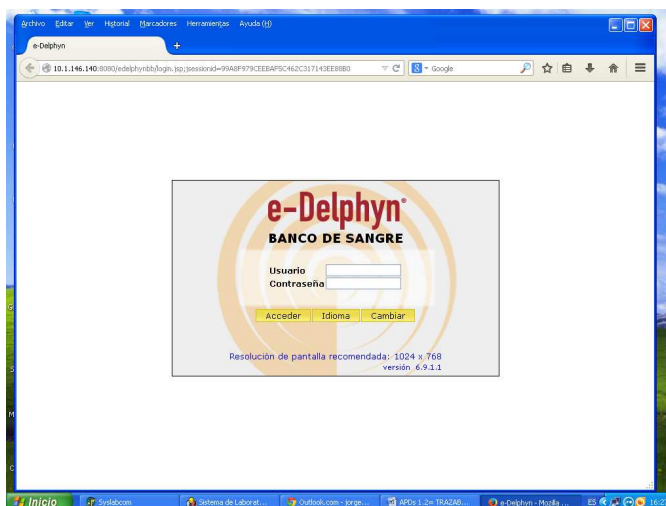 Archivo Editar Ver Historial Marcadores Herramientas Ayuda (H)
e-Delphyn
10.1.146.140:8080/edelphynbb/login.jsp;jsessionid=
Google
e-Delphyn®
BANCO DE SANGRE
Usuario
Contraseña
Acceder Idioma Cambiar
Resolución de pantalla recomendada: 1024 x 768
versión 6.9.1.1
Inicio Syslabcom Sistema de Laborat... Outlook.com - jorge... APDs 1.2= TRAZAB... e-Delphyn - Mozilla ... ES